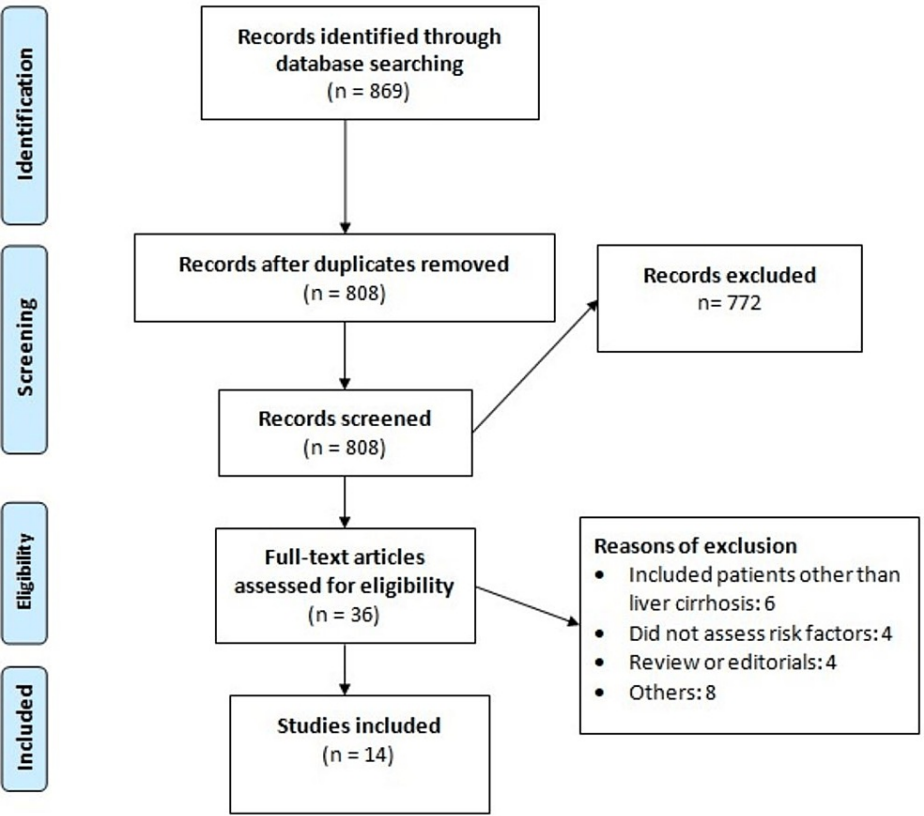 Identification
Records identified through
database searching
(n = 869)
Screening
Records after duplicates removed
(n = 808)
Records excluded
n= 772
Records screened
(n = 808)
Eligibility
Full-text articles
assessed for eligibility
(n = 36)
Reasons of exclusion
• Included patients other than
liver cirrhosis: 6
• Did not assess risk factors: 4
• Review or editorials: 4
• Others: 8
Included
Studies included
(n = 14)